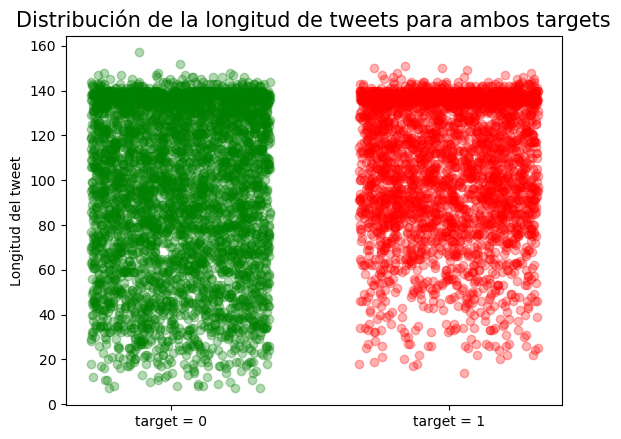 Distribución de la longitud de tweets para ambos targets
Longitud del tweet
160
140
120
100
80
60
40
20
0
target = 0
target = 1